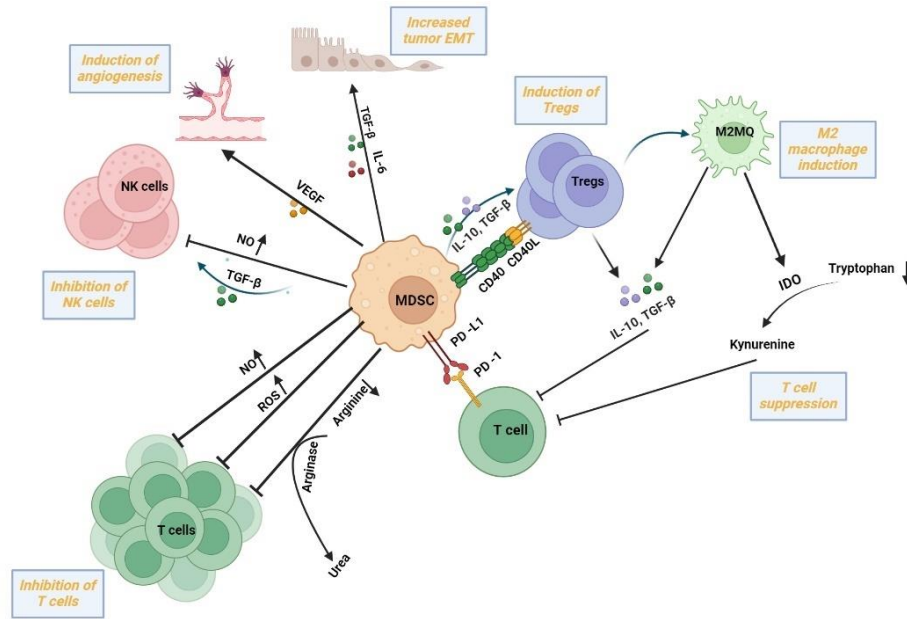 Increased
tumor EMT
Induction of
angiogenesis
Induction of
Tregs
M2MQ
M2
macrophage
induction
TGF-β
IL-6
NK cells
VEGF
Tregs
IL-10, TGF-β
CD40 CD40L
NO
TGF-β
Inhibition of
NK cells
MDSC
IDO
Tryptophan
IL-10, TGF-β
PD -L1
PD -1
Kynurenine
NO
ROS
Arginine
T cell
suppression
T cell
Arginase
T cells
Urea
Inhibition of
T cells